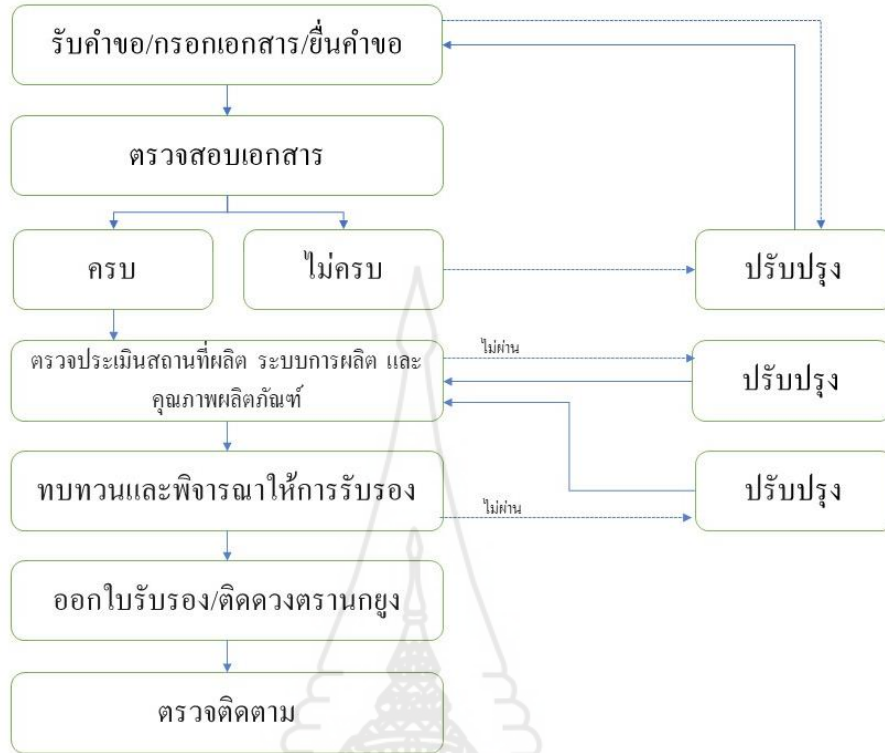 รับคำขอ/กรอกเอกสาร/ยื่นคำขอ
ตรวจสอบเอกสาร
ครบ
ไม่ครบ
ปรับปรุง
ตรวจประเมินสถานที่ผลิต ระบบการผลิต และ
คุณภาพผลิตภัณฑ์
ไม่ผ่าน
ปรับปรุง
ทบทวนและพิจารณาให้การรับรอง
ไม่ผ่าน
ปรับปรุง
ออกใบรับรอง/ติดดวงตรานกยูง
ตรวจติดตาม